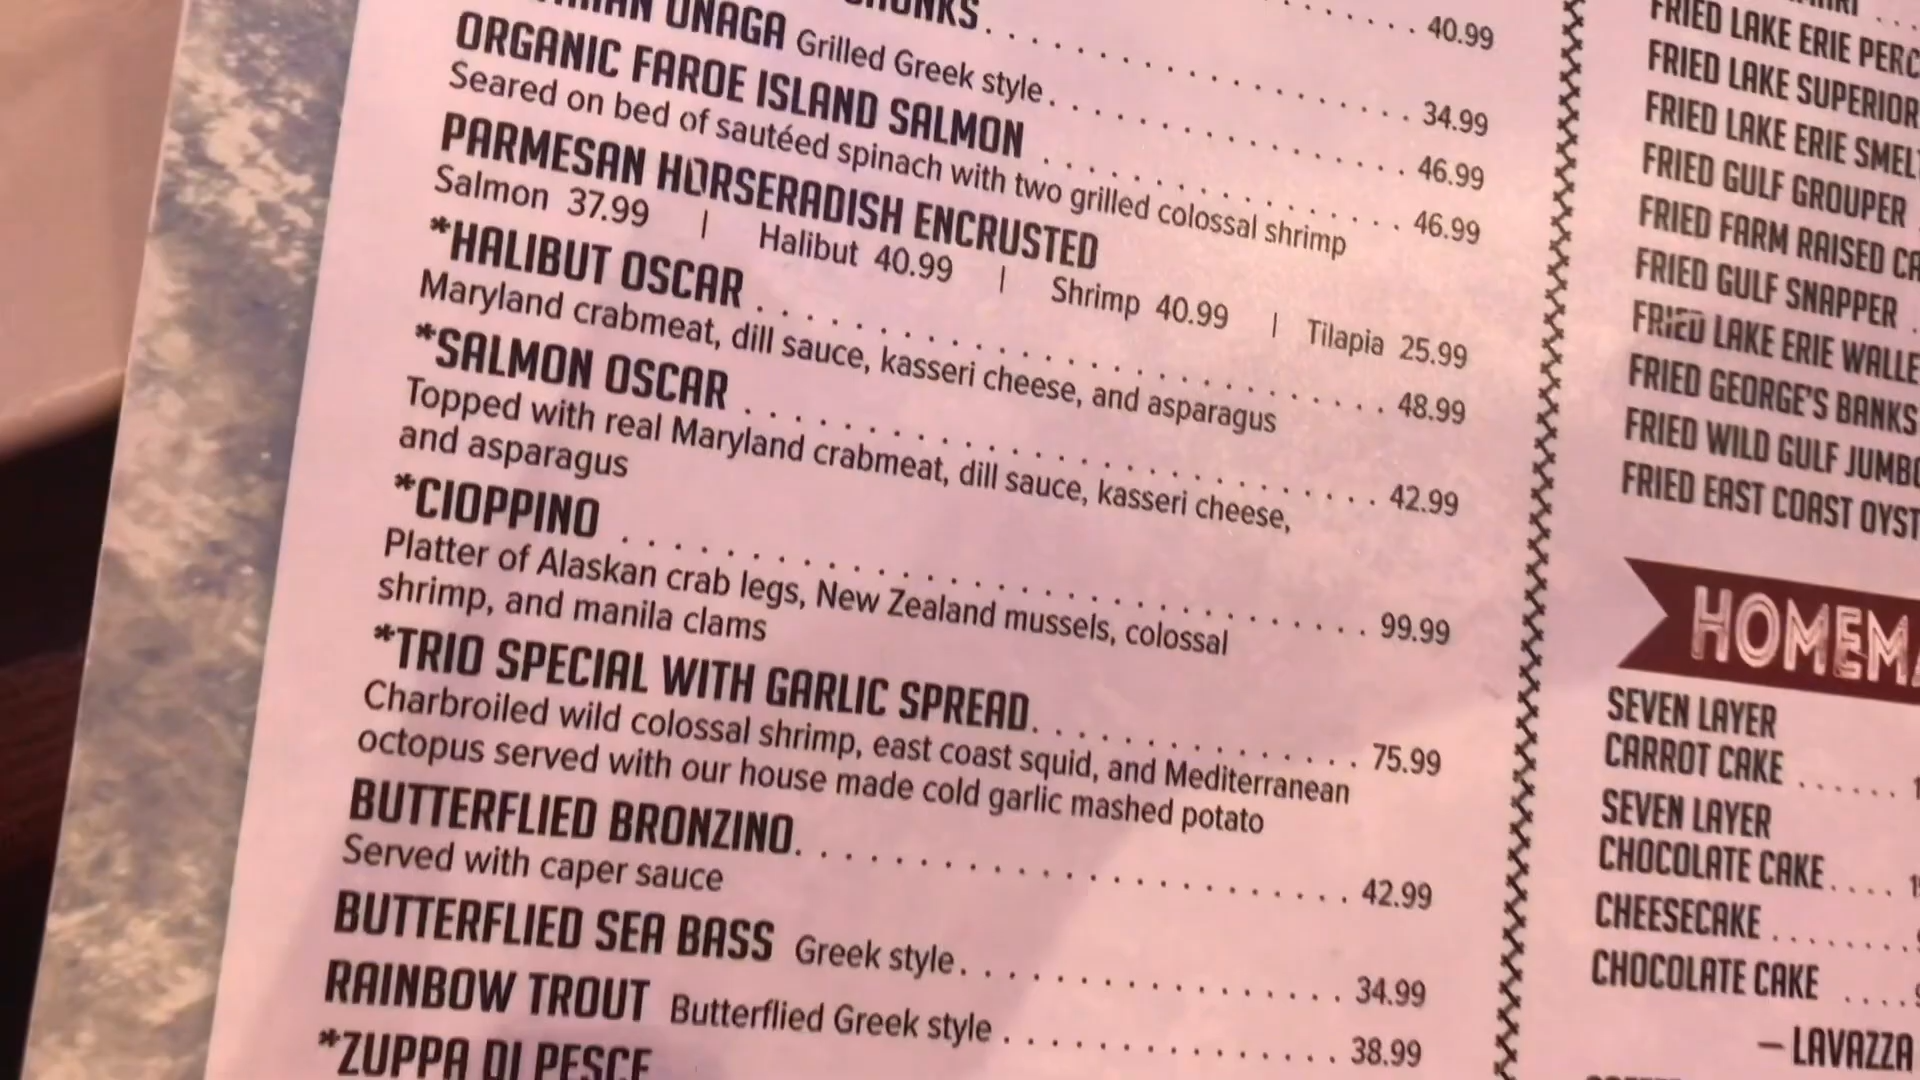 40.99
UNAGA Grilled Greek style. . . . . . . . 34.99
ORGANIC FAROE ISLAND SALMON . . . . . . . . 46.99
Seared on bed of sautéed spinach with two grilled colossal shrimp
46.99
PARMESAN HORSERADISH ENCRUSTED
Salmon 37.99 | Halibut 40.99 | Shrimp 40.99 | Tilapia 25.99
*HALIBUT OSCAR . . . . . . . . 48.99
Maryland crabmeat, dill sauce, kasseri cheese, and asparagus
*SALMON OSCAR . . . . . . . . 42.99
Topped with real Maryland crabmeat, dill sauce, kasseri cheese,
and asparagus
*CIOPPINO . . . . . . . . 99.99
Platter of Alaskan crab legs, New Zealand mussels, colossal
shrimp, and manila clams
*TRIO SPECIAL WITH GARLIC SPREAD. . . . . . . . 75.99
Charbroiled wild colossal shrimp, east coast squid, and Mediterranean
octopus served with our house made cold garlic mashed potato
BUTTERFLIED BRONZINO. . . . . . . . 42.99
Served with caper sauce
BUTTERFLIED SEA BASS Greek style. . . . . . . . 34.99
RAINBOW TROUT Butterflied Greek style . . . . . . . . 38.99
*ZUPPA DI PESCE
FRIED LAKE ERIE
FRIED LAKE SUPERIOR
FRIED LAKE ERIE
FRIED GULF GROUPER
FRIED FARM RAISED
FRIED GULF SNAPPER
FRIED LAKE ERIE
FRIED GEORGE'S BANKS
FRIED WILD GULF
FRIED EAST COAST
SEVEN LAYER
CARROT CAKE
SEVEN LAYER
CHOCOLATE CAKE
CHEESECAKE
CHOCOLATE CAKE
– LAVAZZA